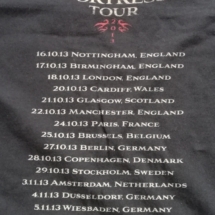 FORTRESS
TOUR
2013
16.10.13 Nottingham, England
17.10.13 Birmingham, England
18.10.13 London, England
20.10.13 Cardiff, Wales
21.10.13 Glasgow, Scotland
22.10.13 Manchester, England
24.10.13 Paris, France
25.10.13 Brussels, Belgium
27.10.13 Berlin, Germany
28.10.13 Copenhagen, Denmark
29.10.13 Stockholm, Sweden
3.11.13 Amsterdam, Netherlands
4.11.13 Dusseldorf, Germany
5.11.13 Wiesbaden, Germany